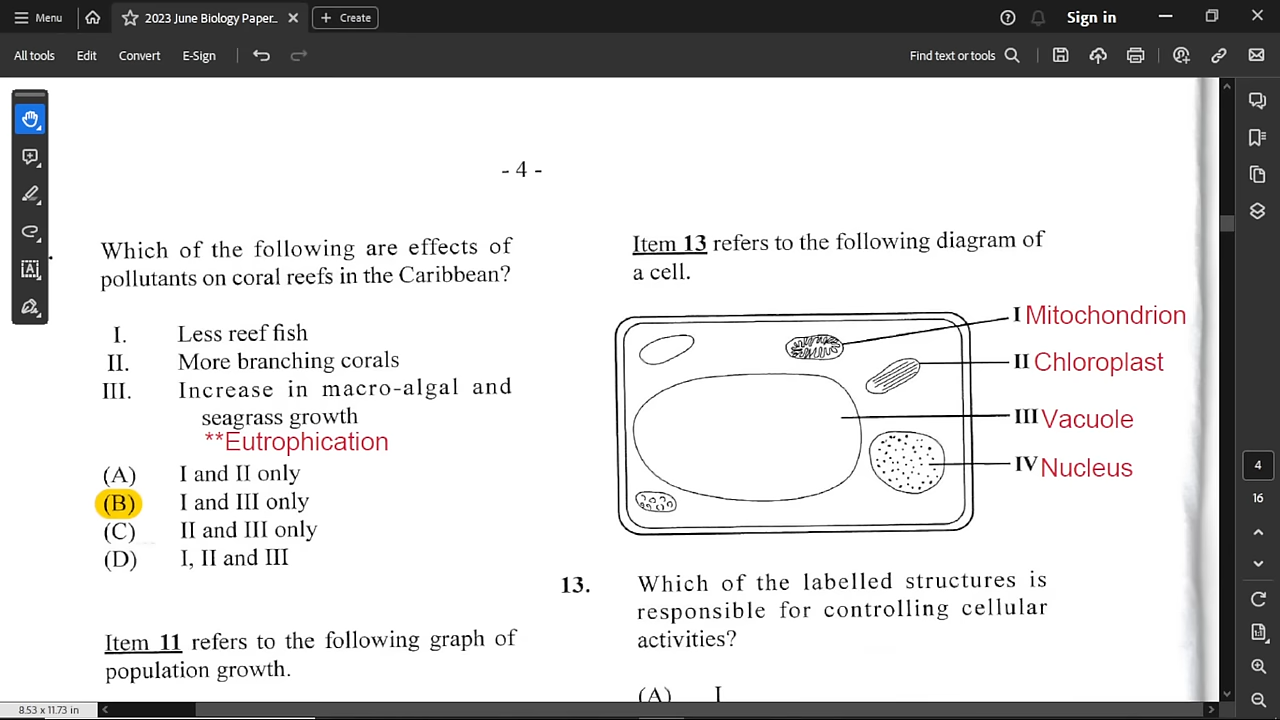 Menu
2023 June Biology Paper...
Create
Sign in
All tools
Edit
Convert
E-Sign
Find text or tools
- 4 -
Which of the following are effects of
pollutants on coral reefs in the Caribbean?
I. Less reef fish
II. More branching corals
III. Increase in macro-algal and
seagrass growth
**Eutrophication
(A) I and II only
(B) I and III only
(C) II and III only
(D) I, II and III
Item 11 refers to the following graph of
population growth.
Item 13 refers to the following diagram of
a cell.
I Mitochondrion
II Chloroplast
III Vacuole
IV Nucleus
13. Which of the labelled structures is
responsible for controlling cellular
activities?
(A) I
4
16
8.53 x 11.73 in